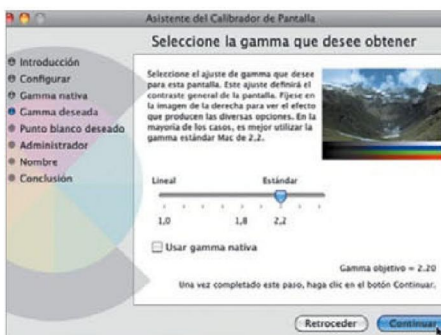 Asistente del Calibrador de Pantalla
Seleccione la gamma que desee obtener
Introducción
Configurar
Gamma nativa
Gamma deseada
Punto blanco deseado
Administrador
Nombre
Conclusión
Seleccione el ajuste de gamma que desee
para esta pantalla. Este ajuste definirá el
contraste general de la pantalla. Fíjese en
la imagen de la derecha para ver el efecto
que producen las diversas opciones. En la
mayoría de los casos, es mejor utilizar la
gamma estándar Mac de 2,2.
Lineal Estándar
1,0 1,8 2,2
Usar gamma nativa
Gamma objetivo = 2.20
Una vez completado este paso, haga clic en el botón Continuar.
Retroceder Continuar